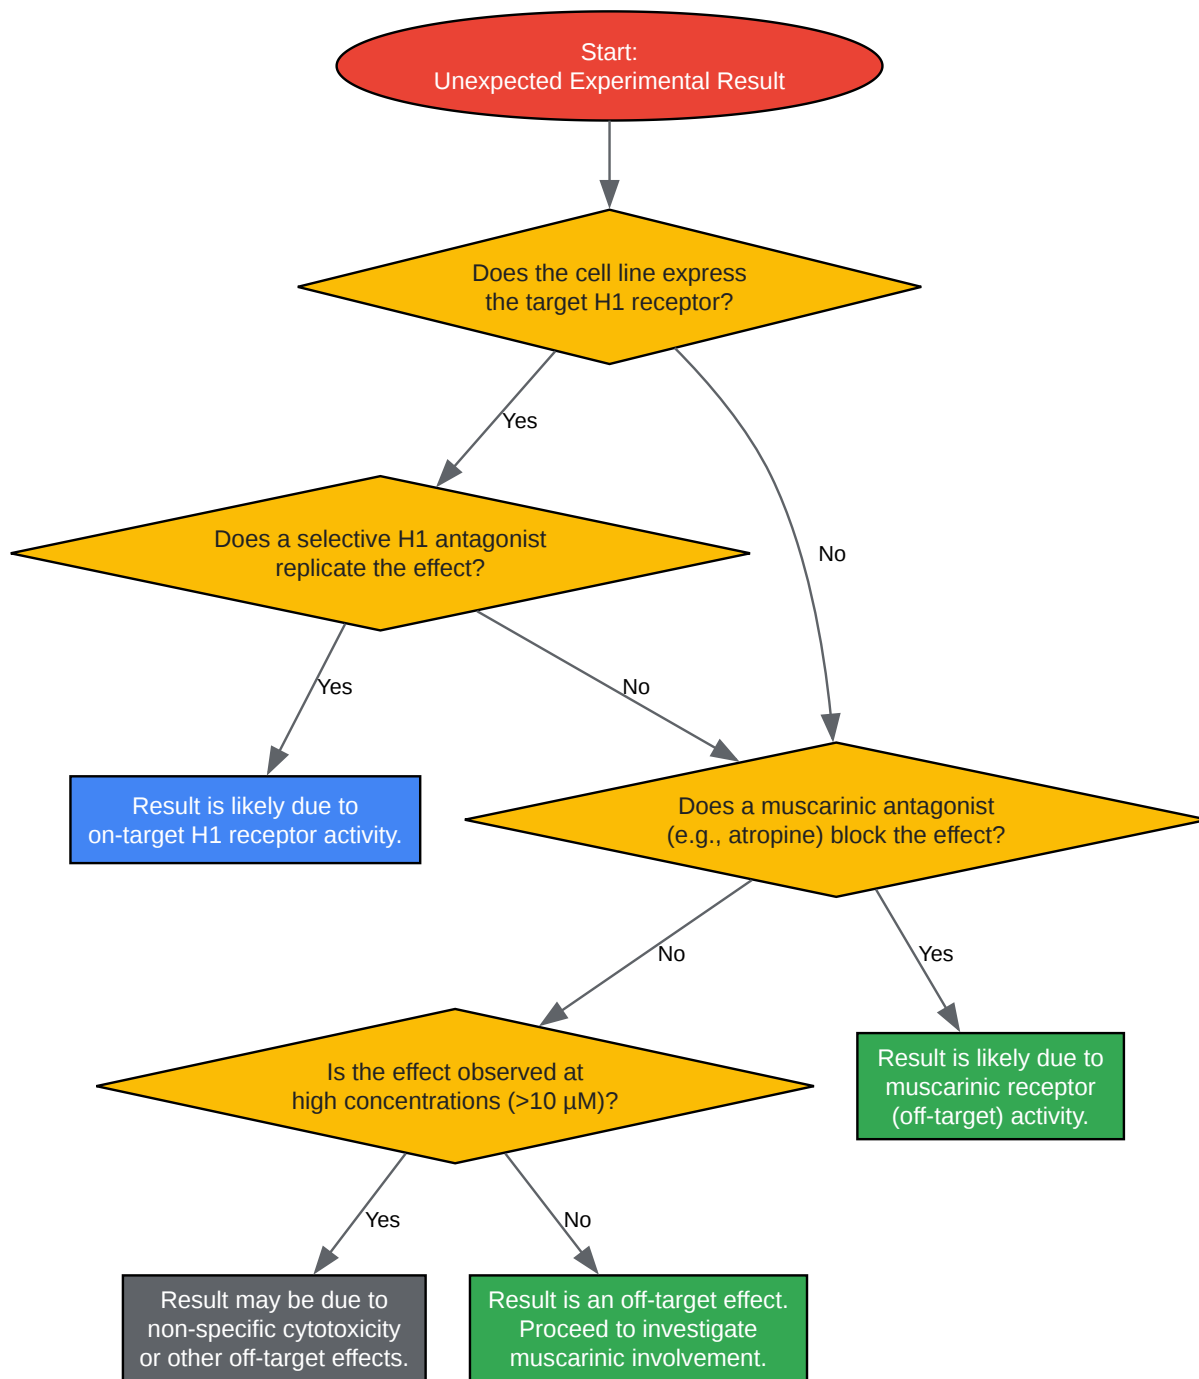 Start:
Unexpected Experimental Result
Does the cell line express
the target H1 receptor?
Yes
No
Does a selective H1 antagonist
replicate the effect?
Yes
No
Result is likely due to
on-target H1 receptor activity.
Does a muscarinic antagonist
(e.g., atropine) block the effect?
No
Yes
Is the effect observed at
high concentrations (>10 µM)?
Result is likely due to
muscarinic receptor
(off-target) activity.
Yes
No
Result may be due to
non-specific cytotoxicity
or other off-target effects.
Result is an off-target effect.
Proceed to investigate
muscarinic involvement.